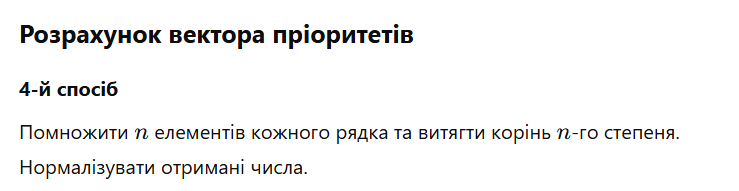 Розрахунок вектора пріоритетів
4-й спосіб
Помножити n елементів кожного рядка та витягти корінь n-го степеня.
Нормалізувати отримані числа.